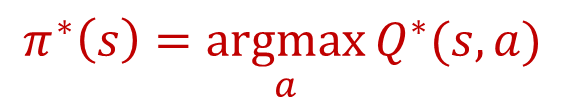 π*(s) = argmax Q*(s, a)
a